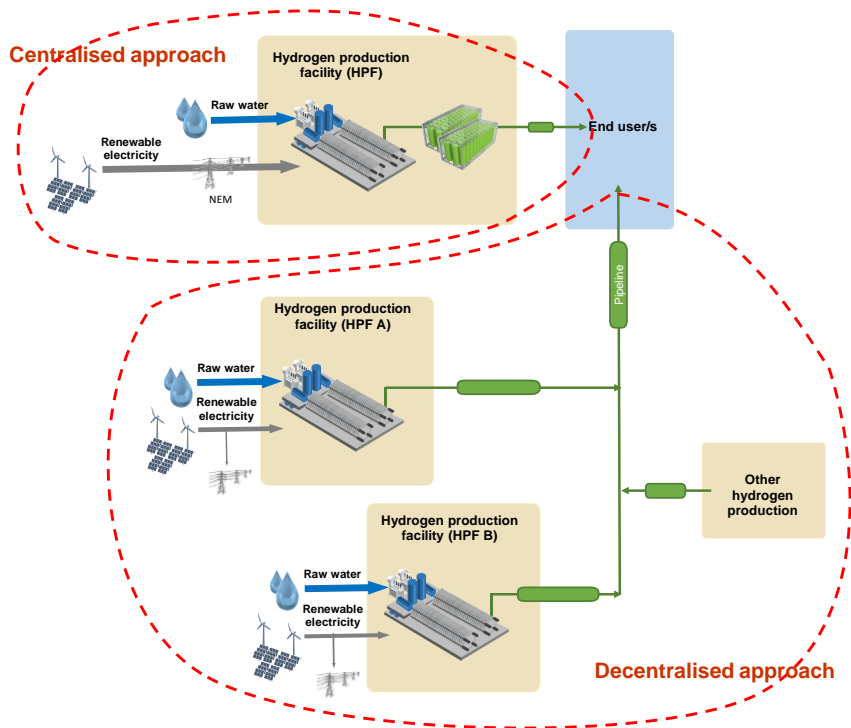 Centralised approach
Hydrogen production
facility (HPF)
Raw water
Renewable
electricity
NEM
End user/s
Pipeline
Hydrogen production
facility (HPF A)
Raw water
Renewable
electricity
Other
hydrogen
production
Hydrogen production
facility (HPF B)
Raw water
Renewable
electricity
Decentralised approach